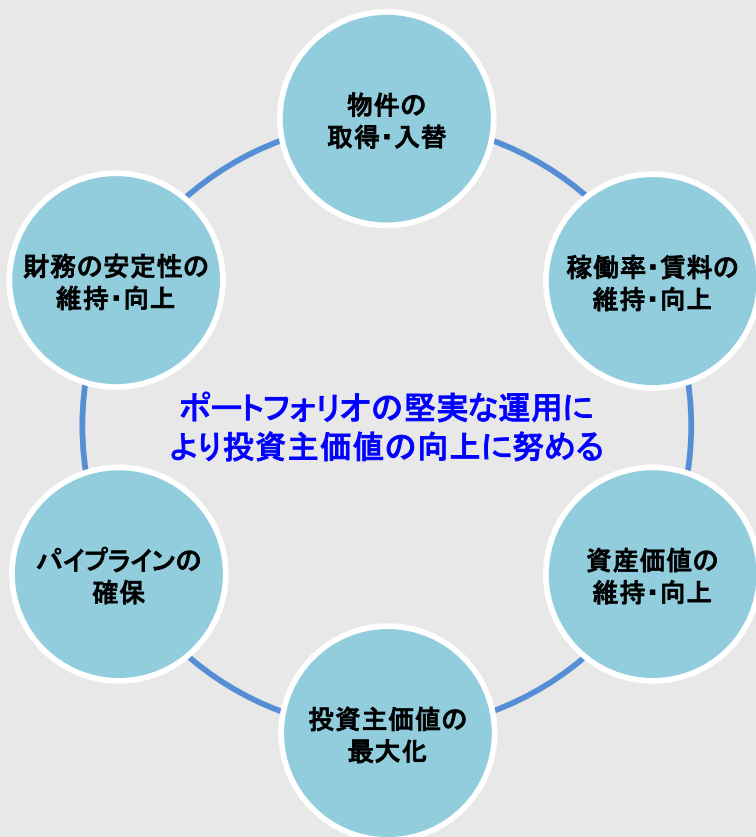 物件の
取得・入替
稼働率・賃料の
維持・向上
資産価値の
維持・向上
投資主価値の
最大化
パイプラインの
確保
財務の安定性の
維持・向上
ポートフォリオの堅実な運用に
より投資主価値の向上に努める